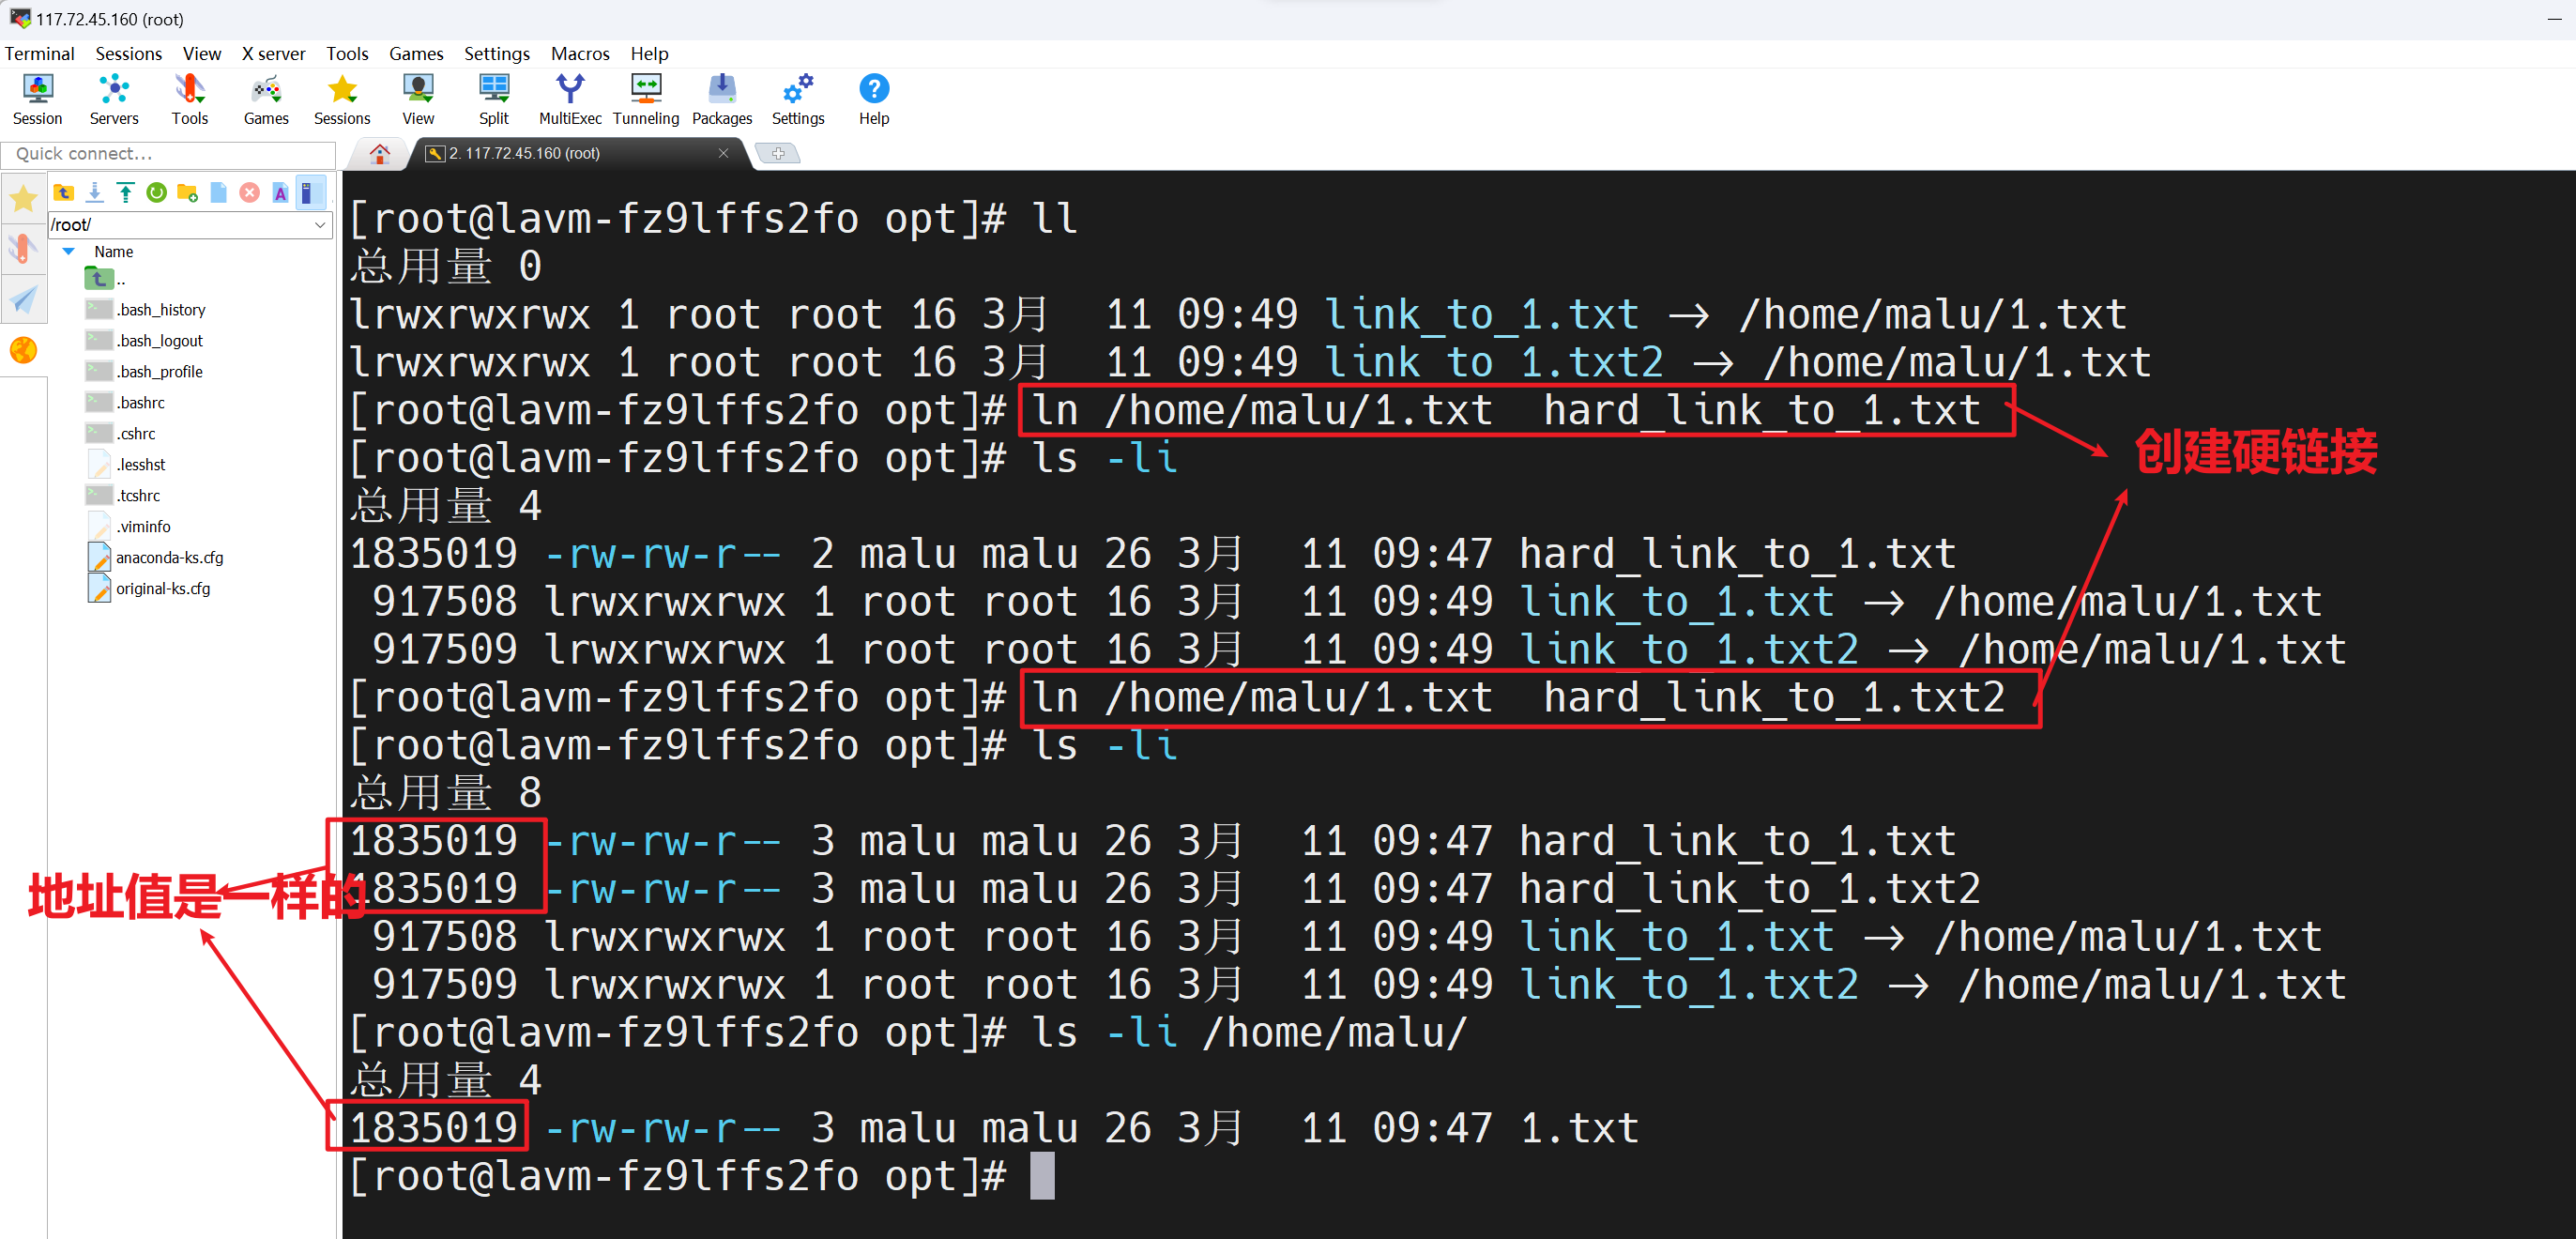 117.72.45.160 (root)
Terminal Sessions View X server Tools Games Settings Macros Help
Session Servers Tools Games Sessions View Split MultiExec Tunneling Packages Settings Help
Quick connect...
2. 117.72.45.160 (root)
/root/
Name
..
.bash_history
.bash_logout
.bash_profile
.bashrc
.cshrc
.lesshst
.tcshrc
.viminfo
anaconda-ks.cfg
original-ks.cfg
[root@lavm-fz9lffs2fo opt]# ll
总用量 0
lrwxrwxrwx 1 root root 16 3月  11 09:49 link_to_1.txt -> /home/malu/1.txt
lrwxrwxrwx 1 root root 16 3月  11 09:49 link_to_1.txt2 -> /home/malu/1.txt
[root@lavm-fz9lffs2fo opt]# ln /home/malu/1.txt  hard_link_to_1.txt
[root@lavm-fz9lffs2fo opt]# ls -li
总用量 4
1835019 -rw-rw-r-- 2 malu malu 26 3月  11 09:47 hard_link_to_1.txt
917508 lrwxrwxrwx 1 root root 16 3月  11 09:49 link_to_1.txt -> /home/malu/1.txt
917509 lrwxrwxrwx 1 root root 16 3月  11 09:49 link_to_1.txt2 -> /home/malu/1.txt
[root@lavm-fz9lffs2fo opt]# ln /home/malu/1.txt  hard_link_to_1.txt2
[root@lavm-fz9lffs2fo opt]# ls -li
总用量 8
1835019 -rw-rw-r-- 3 malu malu 26 3月  11 09:47 hard_link_to_1.txt
1835019 -rw-rw-r-- 3 malu malu 26 3月  11 09:47 hard_link_to_1.txt2
917508 lrwxrwxrwx 1 root root 16 3月  11 09:49 link_to_1.txt -> /home/malu/1.txt
917509 lrwxrwxrwx 1 root root 16 3月  11 09:49 link_to_1.txt2 -> /home/malu/1.txt
[root@lavm-fz9lffs2fo opt]# ls -li /home/malu/
总用量 4
1835019 -rw-rw-r-- 3 malu malu 26 3月  11 09:47 1.txt
[root@lavm-fz9lffs2fo opt]#
创建硬链接
地址值是一样的